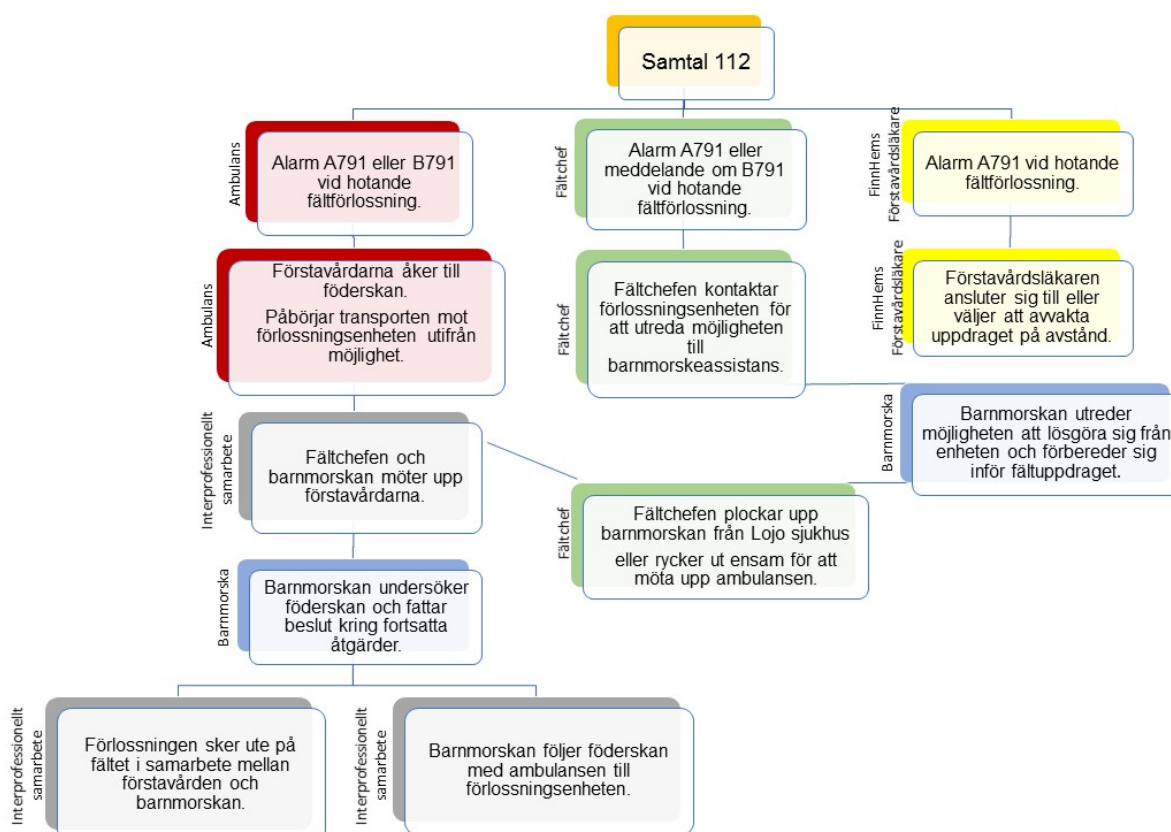 Samtal 112
Ambulans
Alarm A791 eller B791
vid hotande
fältförlossning.
Fältchef
Alarm A791 eller
meddelande om B791
vid hotande
fältförlossning.
FinnHems
Förstavårdsläkare
Alarm A791 vid hotande
fältförlossning.
Ambulans
Förstavårdarna åker till
föderskan.
Påbörjar transporten mot
förlossningsenheten utifrån
möjlighet.
Fältchef
Fältchefen kontaktar
förlossningsenheten för
att utreda möjligheten
till
barnmorskeassistans.
FinnHems
Förstavårdsläkare
Förstavårdsläkaren
ansluter sig till eller
väljer att avvakta
uppdraget på avstånd.
Barnmorska
Barnmorskan utreder
möjligheten att lösgöra sig från
enheten och förbereder sig
inför fältuppdraget.
Interprofessionellt
samarbete
Fältchefen och
barnmorskan möter upp
förstavårdarna.
Fältchef
Fältchefen plockar upp
barnmorskan från Lojo sjukhus
eller rycker ut ensam för att
möta upp ambulansen.
Barnmorska
Barnmorskan undersöker
föderskan och fattar
beslut kring fortsatta
åtgärder.
Interprofessionellt
samarbete
Förlossningen sker ute på
fältet i samarbete mellan
förstavården och
barnmorskan.
Interprofessionellt
samarbete
Barnmorskan följer föderskan
med ambulansen till
förlossningsenheten.